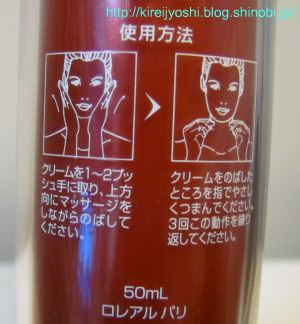 http://kireijyoshi.blog.shinobi.jp
使用方法
クリームを1〜2プッ
シュ手に取り、上方
向にマッサージを
しながらのばして
ください。
クリームをのばした
ところを指でやさし
くつまんでください。
3回この動作を繰り
返してください。
50mL
ロレアル パリ